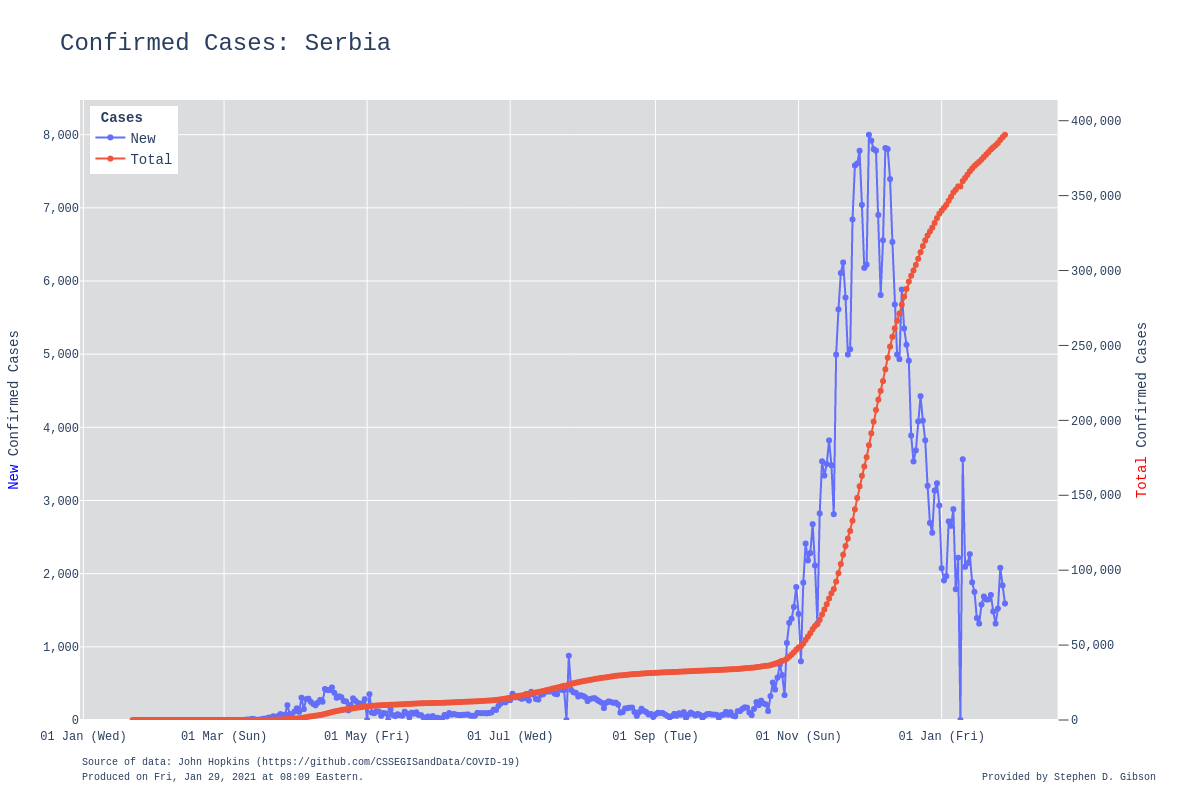 Confirmed Cases: Serbia
Cases
New
Total
8,000
7,000
6,000
5,000
4,000
3,000
2,000
1,000
0
400,000
350,000
300,000
250,000
200,000
150,000
100,000
50,000
0
New Confirmed Cases
Total Confirmed Cases
01 Jan (Wed)
01 Mar (Sun)
01 May (Fri)
01 Jul (Wed)
01 Sep (Tue)
01 Nov (Sun)
01 Jan (Fri)
Source of data: John Hopkins (https://github.com/CSSEGISandData/COVID-19)
Produced on Fri, Jan 29, 2021 at 08:09 Eastern.
Provided by Stephen D. Gibson